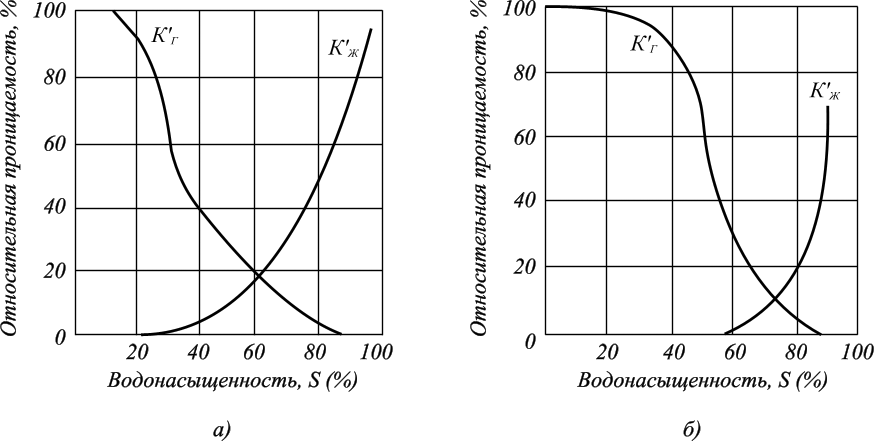 Относительная проницаемость, %
100
80
60
40
20
0
К'Г
К'Ж
20 40 60 80 100
Водонасыщенность, S (%)
а)
Относительная проницаемость, %
100
80
60
40
20
0
К'Г
К'Ж
20 40 60 80 100
Водонасыщенность, S (%)
б)